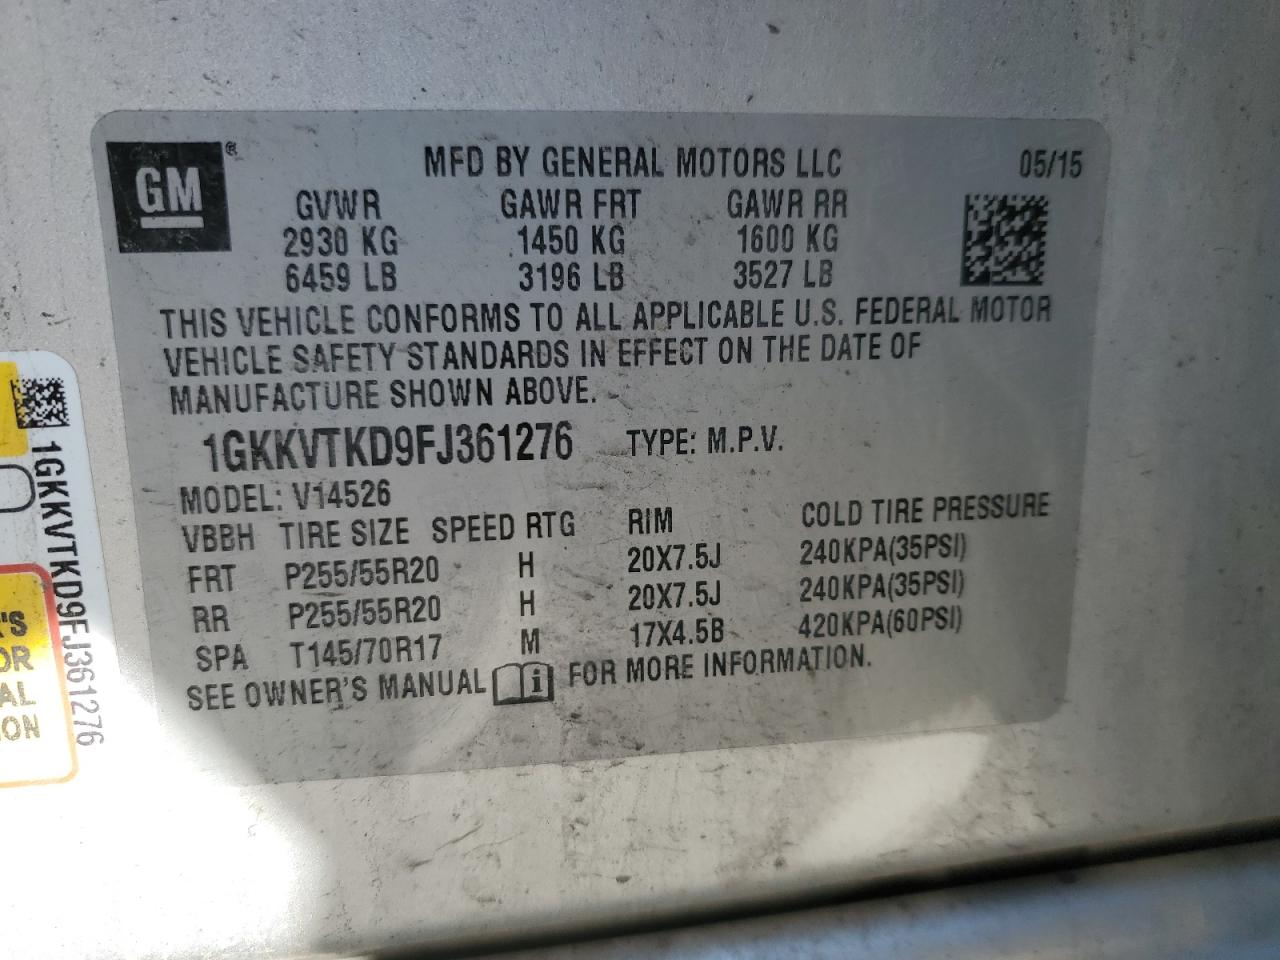 GM ®
MFD BY GENERAL MOTORS LLC 05/15
GVWR GAWR FRT GAWR RR
2930 KG 1450 KG 1600 KG
6459 LB 3196 LB 3527 LB
THIS VEHICLE CONFORMS TO ALL APPLICABLE U.S. FEDERAL MOTOR
VEHICLE SAFETY STANDARDS IN EFFECT ON THE DATE OF
MANUFACTURE SHOWN ABOVE.
1GKKVTKD9FJ361276 TYPE: M.P.V.
MODEL: V14526
VBBH TIRE SIZE SPEED RTG RIM COLD TIRE PRESSURE
FRT P255/55R20 H 20X7.5J 240KPA(35PSI)
RR P255/55R20 H 20X7.5J 240KPA(35PSI)
SPA T145/70R17 M 17X4.5B 420KPA(60PSI)
SEE OWNER'S MANUAL i FOR MORE INFORMATION.
1GKKVTKD9FJ361276
'S
OR
AL
ION